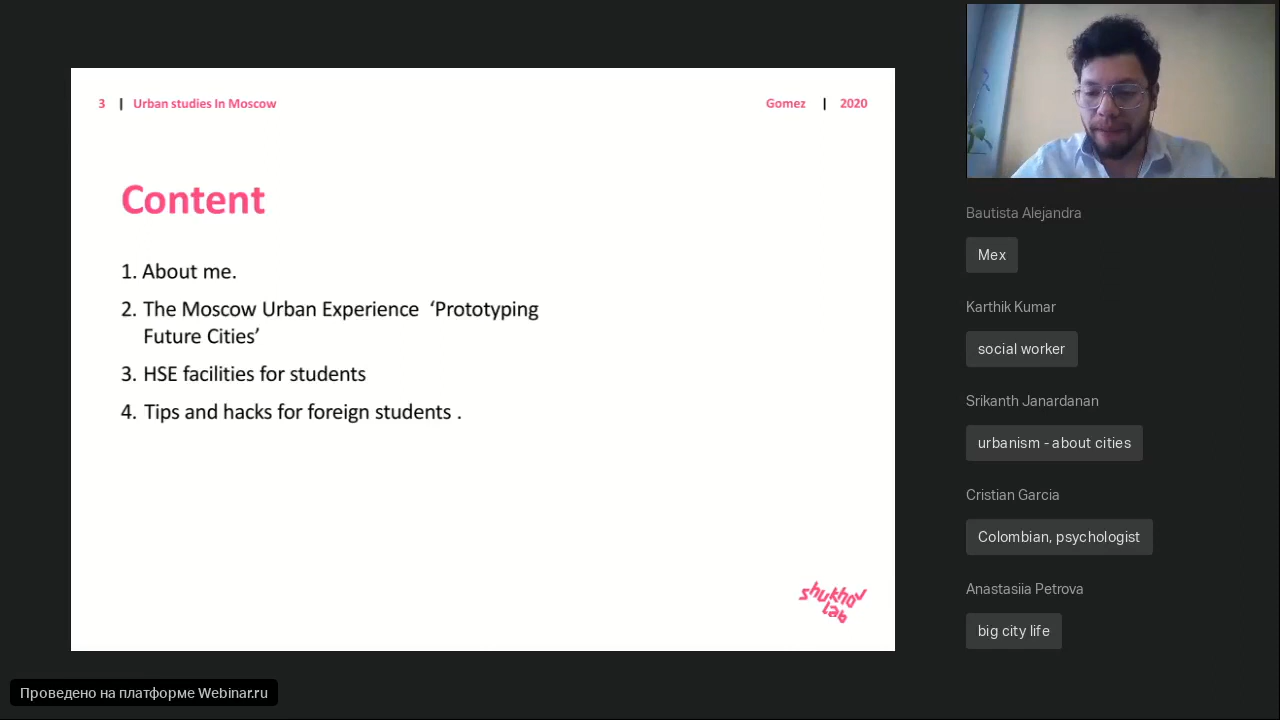 3 | Urban studies In Moscow
Gomez | 2020
Content
1. About me.
2. The Moscow Urban Experience ‘Prototyping
Future Cities’
3. HSE facilities for students
4. Tips and hacks for foreign students .
shukhov
lab
Bautista Alejandra
Mex
Karthik Kumar
social worker
Srikanth Janardanan
urbanism - about cities
Cristian Garcia
Colombian, psychologist
Anastasiia Petrova
big city life
Проведено на платформе Webinar.ru